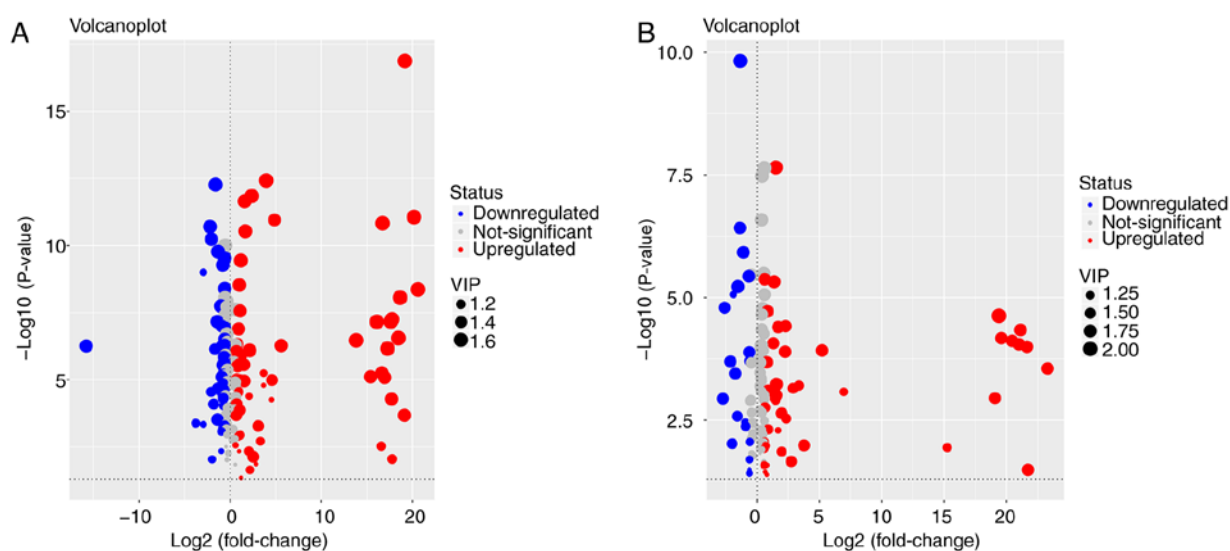 A
Volcanoplot
15
10
5
−10
0
10
20
−Log10 (P-value)
Log2 (fold-change)
Status
Downregulated
Not-significant
Upregulated
VIP
1.2
1.4
1.6
B
Volcanoplot
10.0
7.5
5.0
2.5
0
5
10
15
20
−Log10 (P-value)
Log2 (fold-change)
Status
Downregulated
Not-significant
Upregulated
VIP
1.25
1.50
1.75
2.00